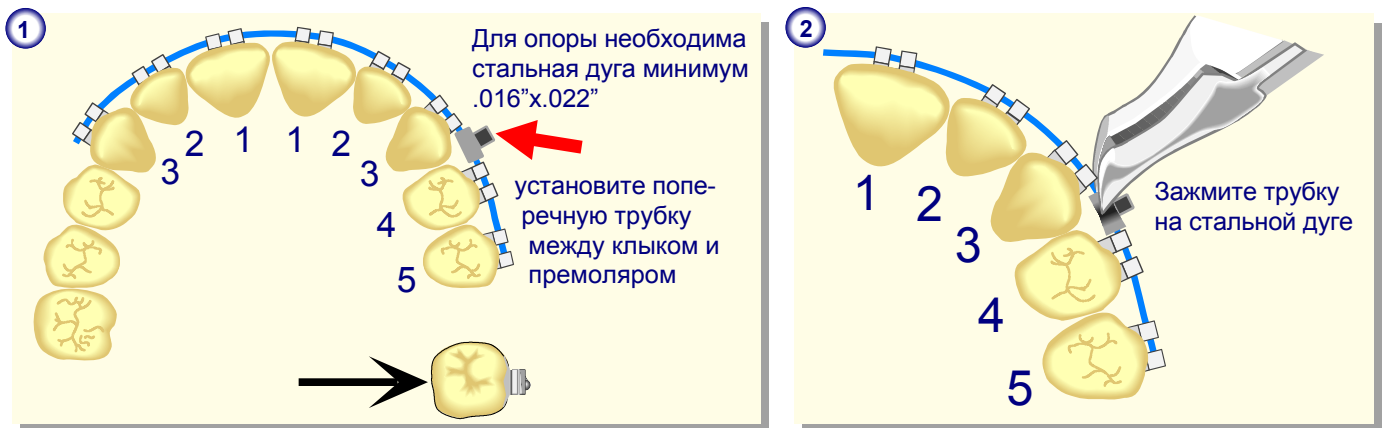 1
Для опоры необходима
стальная дуга минимум
.016”х.022”
3
2
1
1
2
3
4
5
установите попе-
речную трубку
между клыком и
премоляром
2
1
2
3
4
5
Зажмите трубку
на стальной дуге